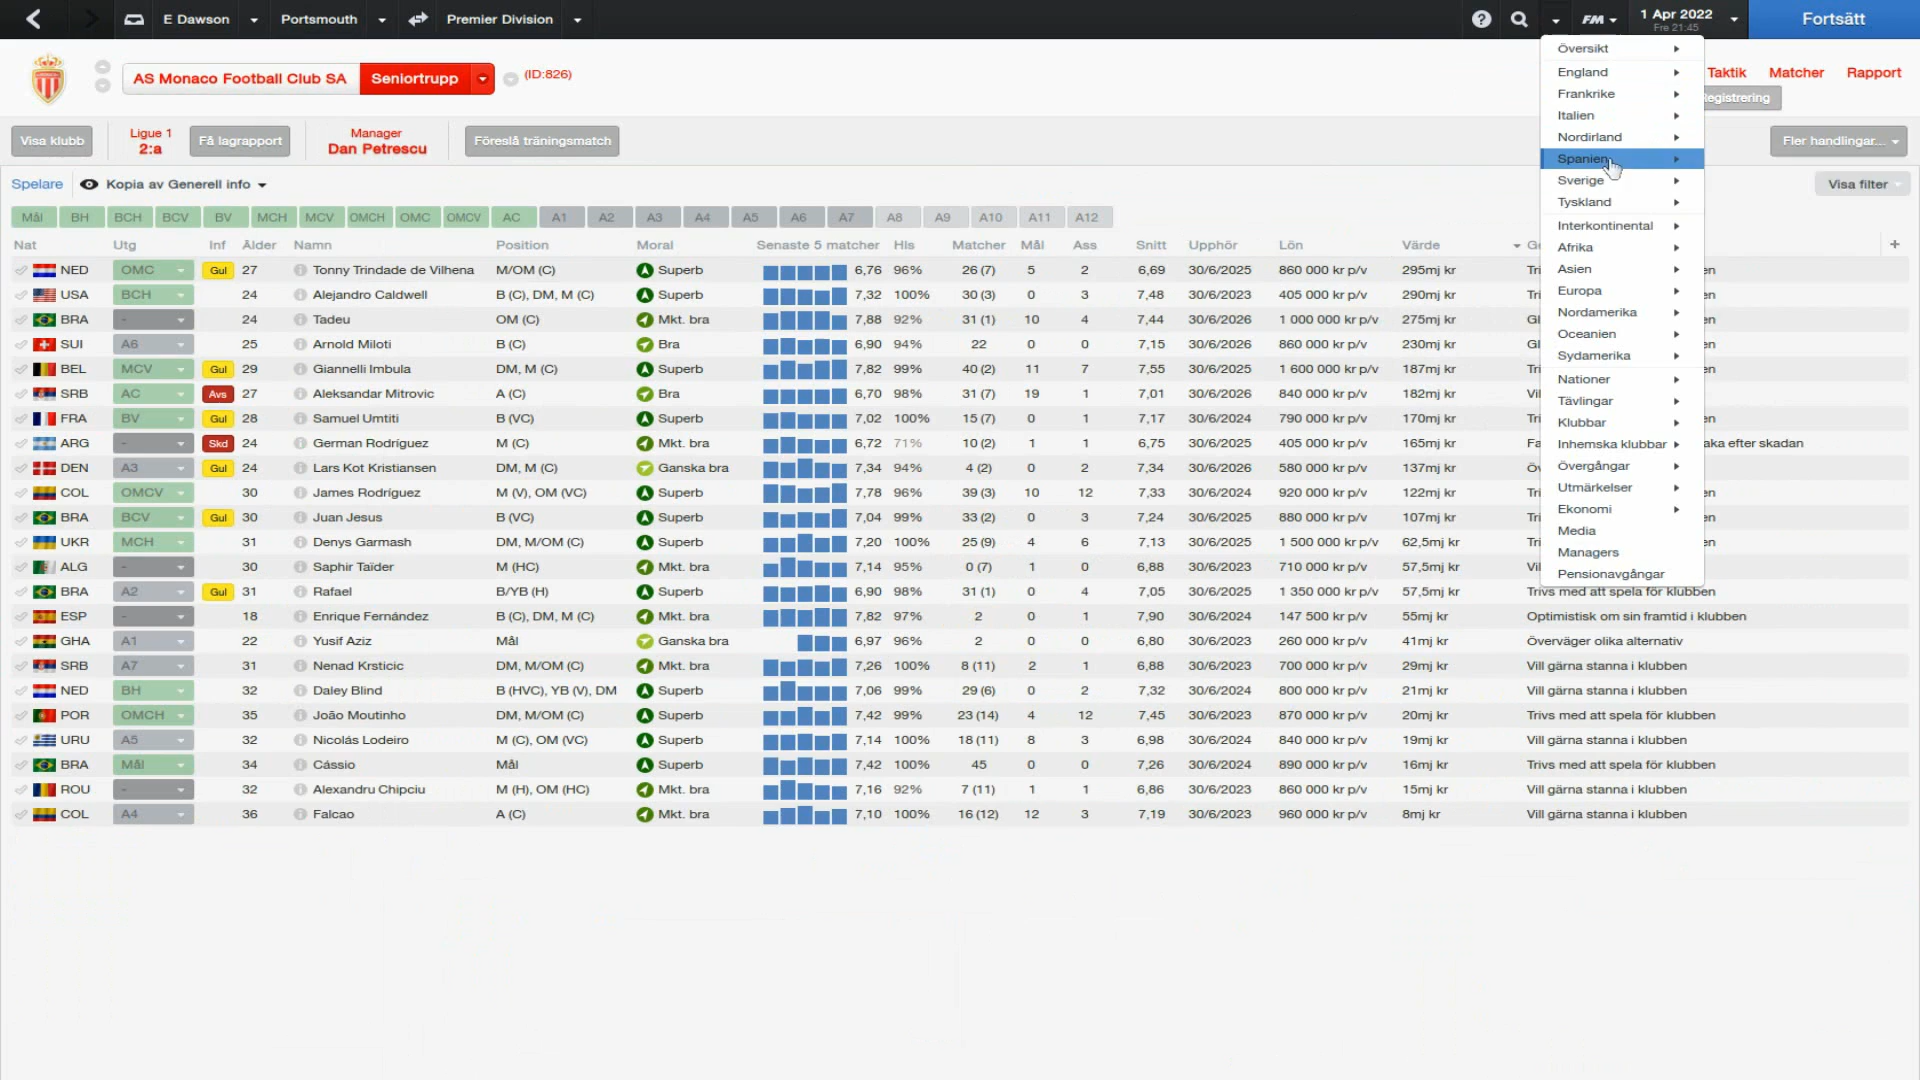 E Dawson Portsmouth Premier Division ? FM 1 Apr 2022 Fortsätt
Fre 21:45
AS Monaco Football Club SA Seniortrupp (ID:826) Taktik Matcher Rapport
Registrering
Visa klubb Ligue 1 Få lagrapport Manager Föreslå träningsmatch Fler handlingar...
2:a Dan Petrescu
Spelare Kopia av Generell info Visa filter
Mål BH BCH BCV BV MCH MCV OMCH OMC OMCV AC A1 A2 A3 A4 A5 A6 A7 A8 A9 A10 A11 A12
Nat Utg Inf Ålder Namn Position Moral Senaste 5 matcher His Matcher Mål Ass Snitt Upphör Lön Värde +
NED OMC Gul 27 Tonny Trindade de Vilhena M/OM (C) Superb 6,76 96% 26 (7) 5 2 6,69 30/6/2025 860 000 kr p/v 295mj kr
USA BCH 24 Alejandro Caldwell B (C), DM, M (C) Superb 7,32 100% 30 (3) 0 3 7,48 30/6/2023 405 000 kr p/v 290mj kr
BRA - 24 Tadeu OM (C) Mkt. bra 7,88 92% 31 (1) 10 4 7,44 30/6/2026 1 000 000 kr p/v 275mj kr
SUI A6 25 Arnold Miloti B (C) Bra 6,90 94% 22 0 0 7,15 30/6/2026 860 000 kr p/v 230mj kr
BEL MCV Gul 29 Giannelli Imbula DM, M (C) Superb 7,82 99% 40 (2) 11 7 7,55 30/6/2025 1 600 000 kr p/v 187mj kr
SRB AC Avs 27 Aleksandar Mitrovic A (C) Bra 6,70 98% 31 (7) 19 1 7,01 30/6/2026 840 000 kr p/v 182mj kr
FRA BV Gul 28 Samuel Umtiti B (VC) Superb 7,02 100% 15 (7) 0 1 7,17 30/6/2024 790 000 kr p/v 170mj kr
ARG - Skd 24 German Rodríguez M (C) Mkt. bra 6,72 71% 10 (2) 1 1 6,75 30/6/2025 405 000 kr p/v 165mj kr efter skadan
DEN A3 Gul 24 Lars Kot Kristiansen DM, M (C) Ganska bra 7,34 94% 4 (2) 0 2 7,34 30/6/2026 580 000 kr p/v 137mj kr
COL OMCV 30 James Rodríguez M (V), OM (VC) Superb 7,78 96% 39 (3) 10 12 7,33 30/6/2024 920 000 kr p/v 122mj kr
BRA BCV Gul 30 Juan Jesus B (VC) Superb 7,04 99% 33 (2) 0 3 7,24 30/6/2025 880 000 kr p/v 107mj kr
UKR MCH 31 Denys Garmash DM, M/OM (C) Superb 7,20 100% 25 (9) 4 6 7,13 30/6/2025 1 500 000 kr p/v 62,5mj kr
ALG - 30 Saphir Taïder M (HC) Mkt. bra 7,14 95% 0 (7) 1 0 6,88 30/6/2023 710 000 kr p/v 57,5mj kr
BRA A2 Gul 31 Rafael B/YB (H) Superb 6,90 98% 31 (1) 0 4 7,05 30/6/2025 1 350 000 kr p/v 57,5mj kr Trivs med att spela för klubben
ESP - 18 Enrique Fernández B (C), DM, M (C) Mkt. bra 7,82 97% 2 0 1 7,90 30/6/2024 147 500 kr p/v 55mj kr Optimistisk om sin framtid i klubben
GHA A1 22 Yusif Aziz Mål Ganska bra 6,97 96% 2 0 0 6,80 30/6/2023 260 000 kr p/v 41mj kr Överväger olika alternativ
SRB A7 31 Nenad Krsticic DM, M/OM (C) Mkt. bra 7,26 100% 8 (11) 2 1 6,88 30/6/2023 700 000 kr p/v 29mj kr Vill gärna stanna i klubben
NED BH 32 Daley Blind B (HVC), YB (V), DM Superb 7,06 99% 29 (6) 0 2 7,32 30/6/2024 800 000 kr p/v 21mj kr Vill gärna stanna i klubben
POR OMCH 35 João Moutinho DM, M/OM (C) Superb 7,42 99% 23 (14) 4 12 7,45 30/6/2023 870 000 kr p/v 20mj kr Trivs med att spela för klubben
URU A5 32 Nicolás Lodeiro M (C), OM (VC) Superb 7,14 100% 18 (11) 8 3 6,98 30/6/2024 840 000 kr p/v 19mj kr Vill gärna stanna i klubben
BRA Mål 34 Cássio Mål Superb 7,42 100% 45 0 0 7,26 30/6/2024 890 000 kr p/v 16mj kr Trivs med att spela för klubben
ROU - 32 Alexandru Chipciu M (H), OM (HC) Mkt. bra 7,16 92% 7 (11) 1 1 6,86 30/6/2023 860 000 kr p/v 15mj kr Vill gärna stanna i klubben
COL A4 36 Falcao A (C) Mkt. bra 7,10 100% 16 (12) 12 3 7,19 30/6/2023 960 000 kr p/v 8mj kr Vill gärna stanna i klubben
Översikt
England
Frankrike
Italien
Nordirland
Spanien
Sverige
Tyskland
Interkontinental
Afrika
Asien
Europa
Nordamerika
Oceanien
Sydamerika
Nationer
Tävlingar
Klubbar
Inhemska klubbar
Övergångar
Utmärkelser
Ekonomi
Media
Managers
Pensionavgångar